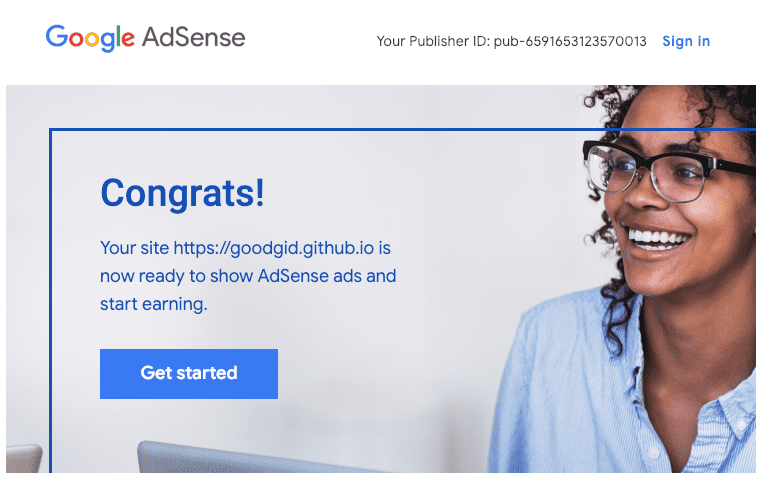 Google AdSense
Your Publisher ID: pub-6591653123570013 Sign in
Congrats!
Your site https://goodgid.github.io is
now ready to show AdSense ads and
start earning.
Get started